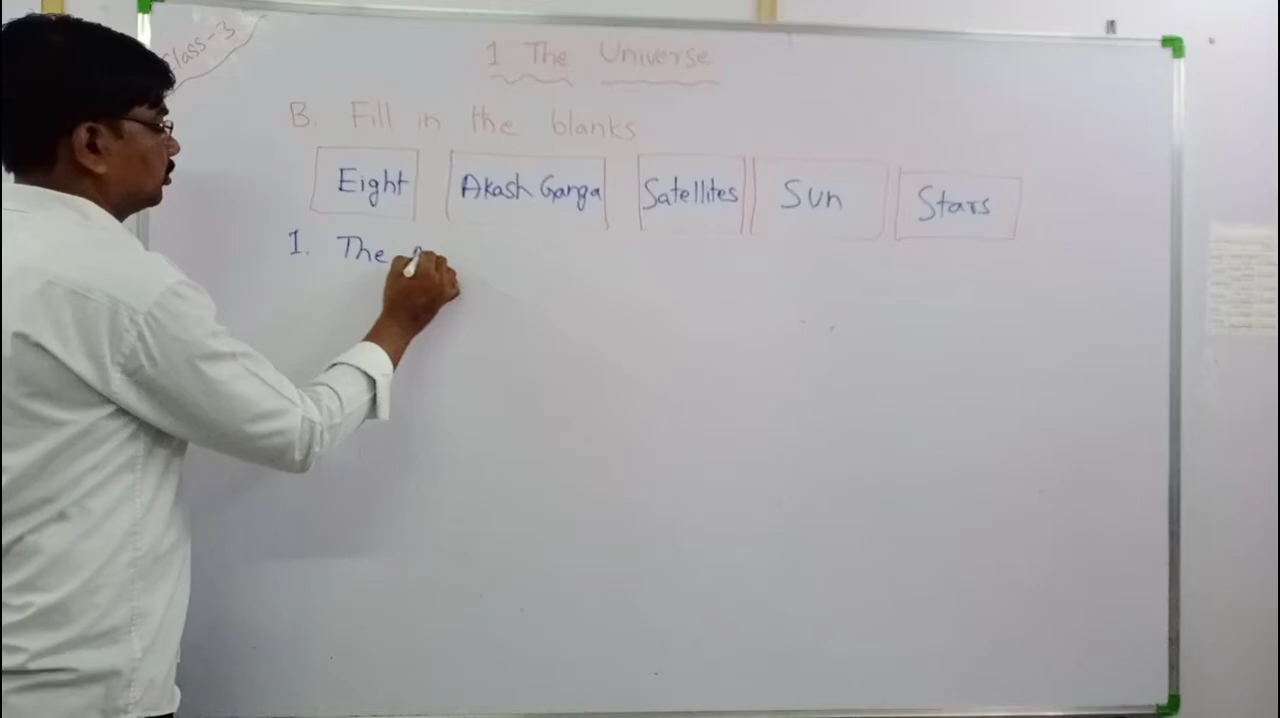 Class-3
1 The Universe
B. Fill in the blanks
Eight Akash Ganga Satellites Sun Stars
1. The